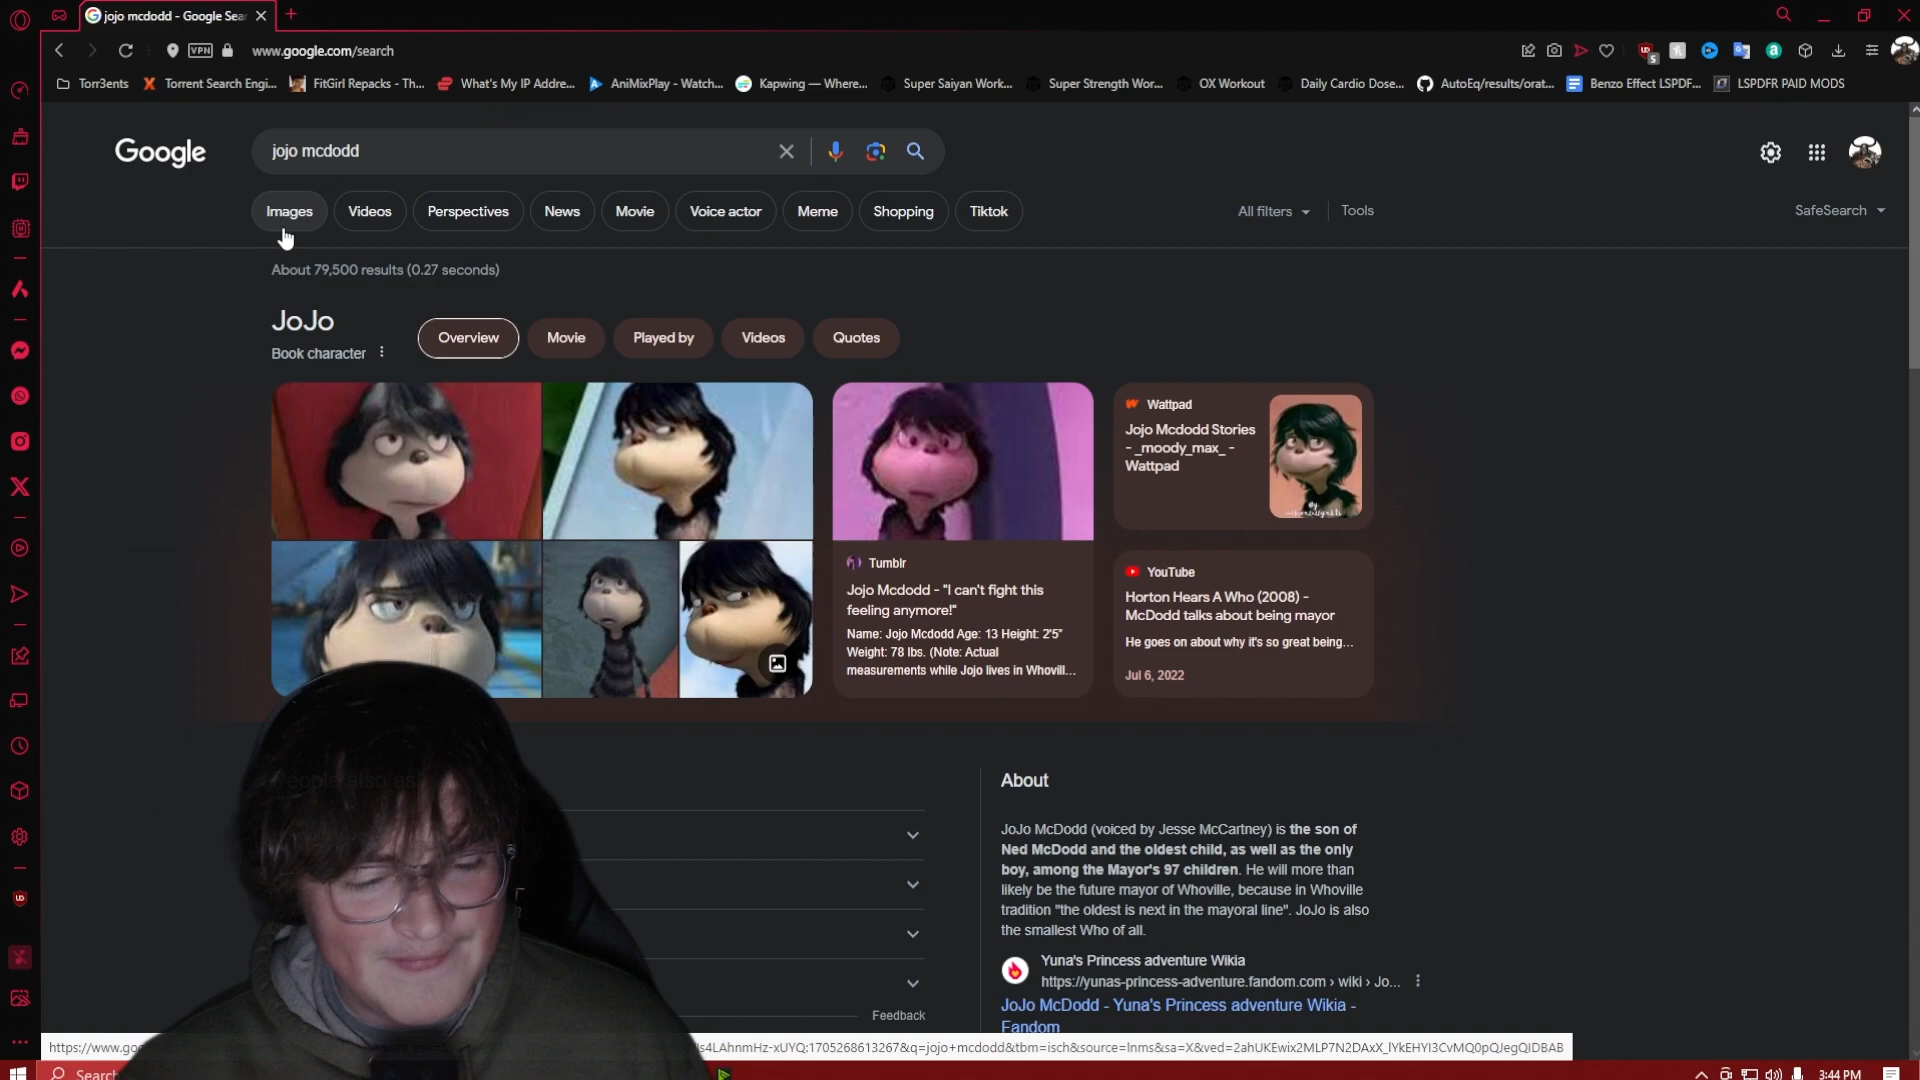 jojo mcdodd - Google Sear
VPN
www.google.com/search
Torr3ents
Torrent Search Engi...
FitGirl Repacks - Th...
What's My IP Addre...
AniMixPlay - Watch...
Kapwing — Where...
Super Saiyan Work...
Super Strength Wor...
OX Workout
Daily Cardio Dose...
AutoEq/results/orat...
Benzo Effect LSPDF...
LSPDFR PAID MODS
Google
jojo mcdodd
Images
Videos
Perspectives
News
Movie
Voice actor
Meme
Shopping
Tiktok
All filters
Tools
SafeSearch
About 79,500 results (0.27 seconds)
JoJo
Book character
Overview
Movie
Played by
Videos
Quotes
Tumblr
Jojo Mcdodd - "I can't fight this
feeling anymore!"
Name: Jojo Mcdodd Age: 13 Height: 2'5"
Weight: 78 lbs. (Note: Actual
measurements while Jojo lives in Whovill...
Wattpad
Jojo Mcdodd Stories
- _moody_max_ -
Wattpad
YouTube
Horton Hears A Who (2008) -
McDodd talks about being mayor
He goes on about why it's so great being...
Jul 6, 2022
People also as
Feedback
About
JoJo McDodd (voiced by Jesse McCartney) is the son of
Ned McDodd and the oldest child, as well as the only
boy, among the Mayor's 97 children. He will more than
likely be the future mayor of Whoville, because in Whoville
tradition "the oldest is next in the mayoral line". JoJo is also
the smallest Who of all.
Yuna's Princess adventure Wikia
https://yunas-princess-adventure.fandom.com › wiki › Jo...
JoJo McDodd - Yuna's Princess adventure Wikia -
Fandom
https://www.goo
Search
3:44 PM